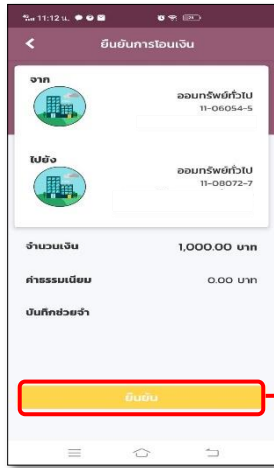 11:12 น.
ยืนยันการโอนเงิน
จาก
ออมทรัพย์ทั่วไป
11-06054-5
ไปยัง
ออมทรัพย์ทั่วไป
11-08072-7
จำนวนเงิน 1,000.00 บาท
ค่าธรรมเนียม 0.00 บาท
บันทึกช่วยจำ
ยืนยัน